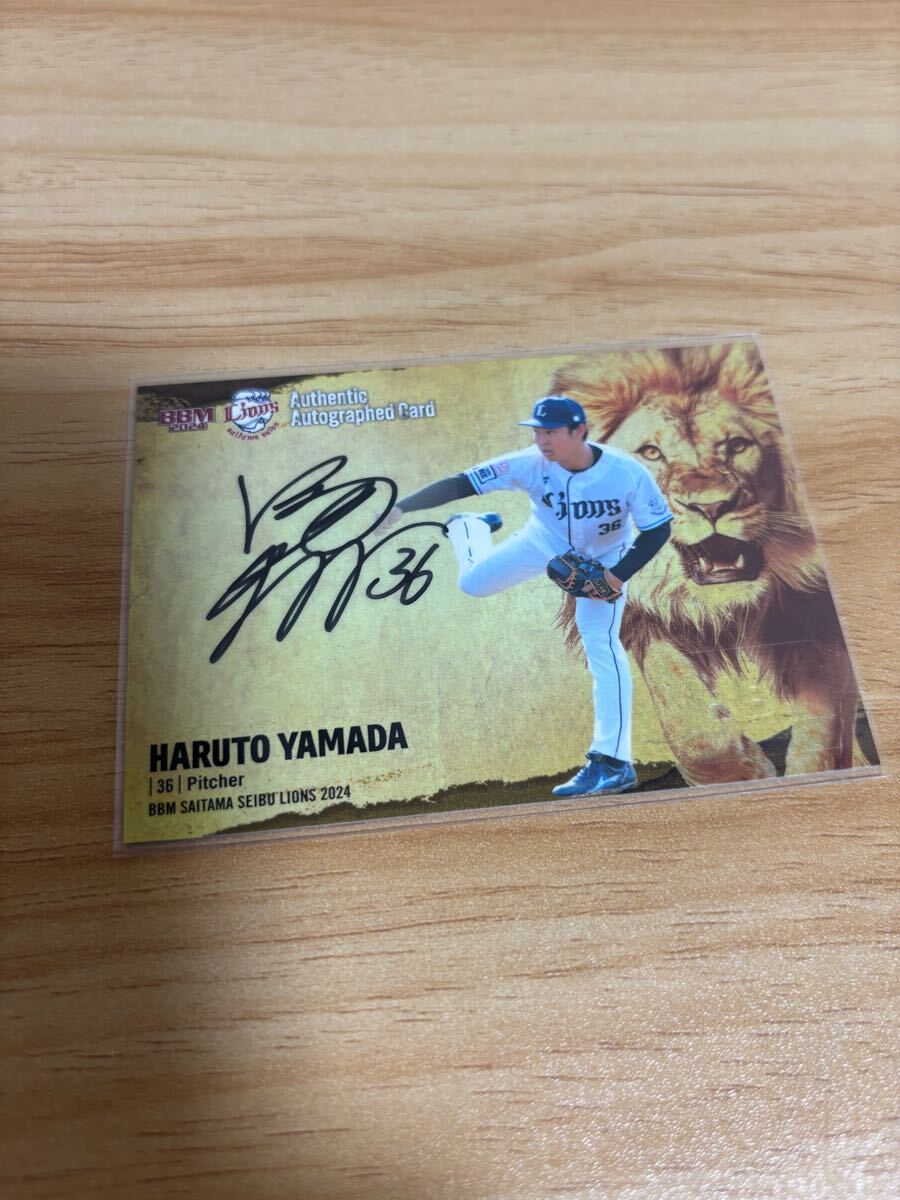 BBM
2024
Lions
saitama seibu
Authentic
Autographed Card
36
L
Lions
36
HARUTO YAMADA
| 36 | Pitcher
BBM SAITAMA SEIBU LIONS 2024